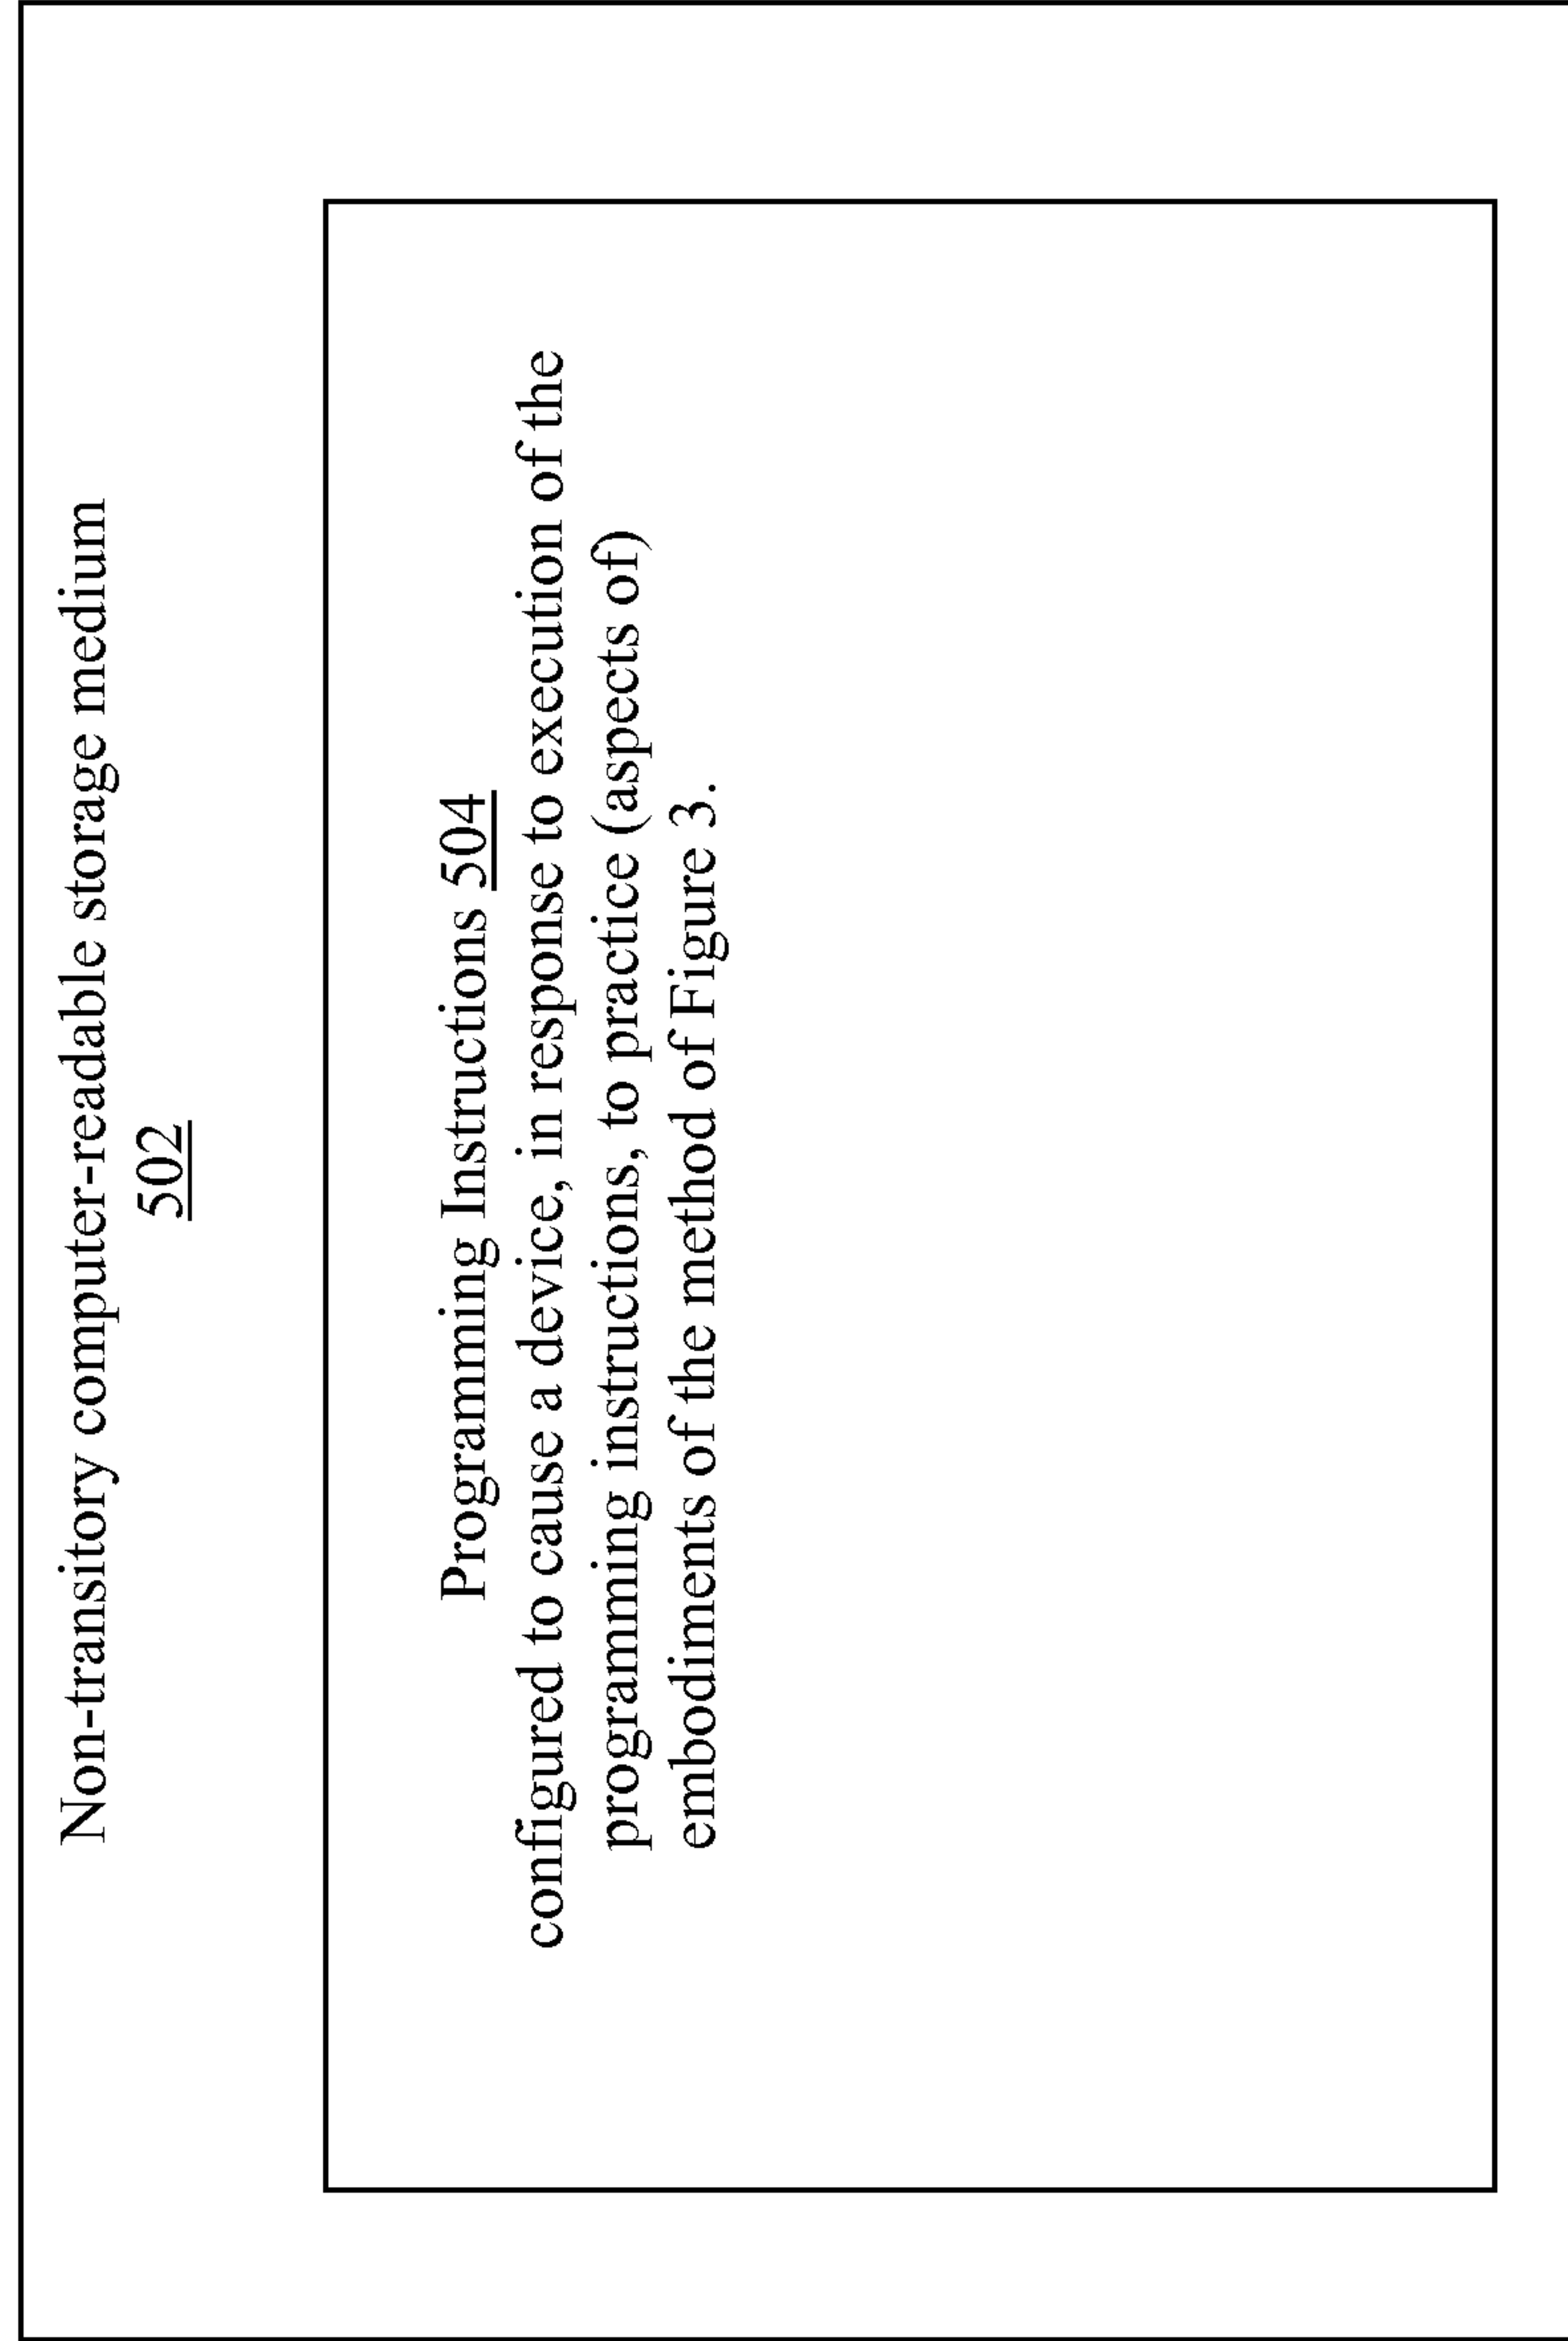 Non-transitory computer-readable storage medium
502
Programming Instructions 504
configured to cause a device, in response to execution of the
programming instructions, to practice (aspects of)
embodiments of the method of Figure 3.